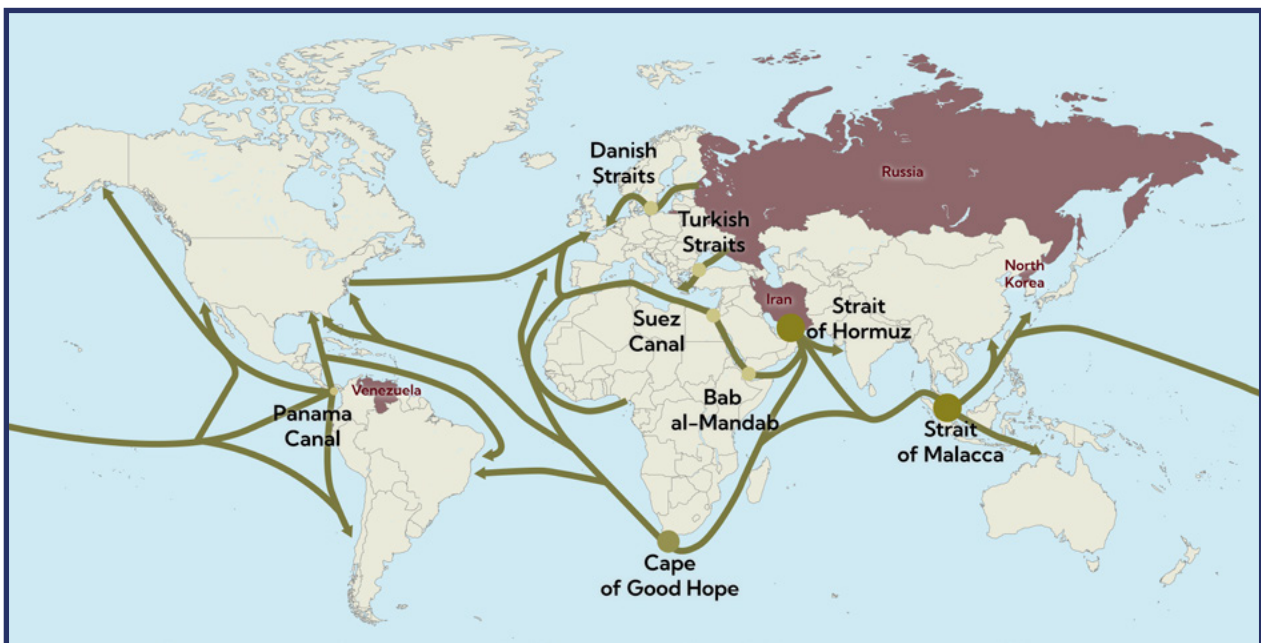 Danish
Straits
Russia
Turkish
Straits
North
Korea
Iran
Strait
of Hormuz
Suez
Canal
Venezuela
Panama
Canal
Bab
al-Mandab
Strait
of Malacca
Cape
of Good Hope